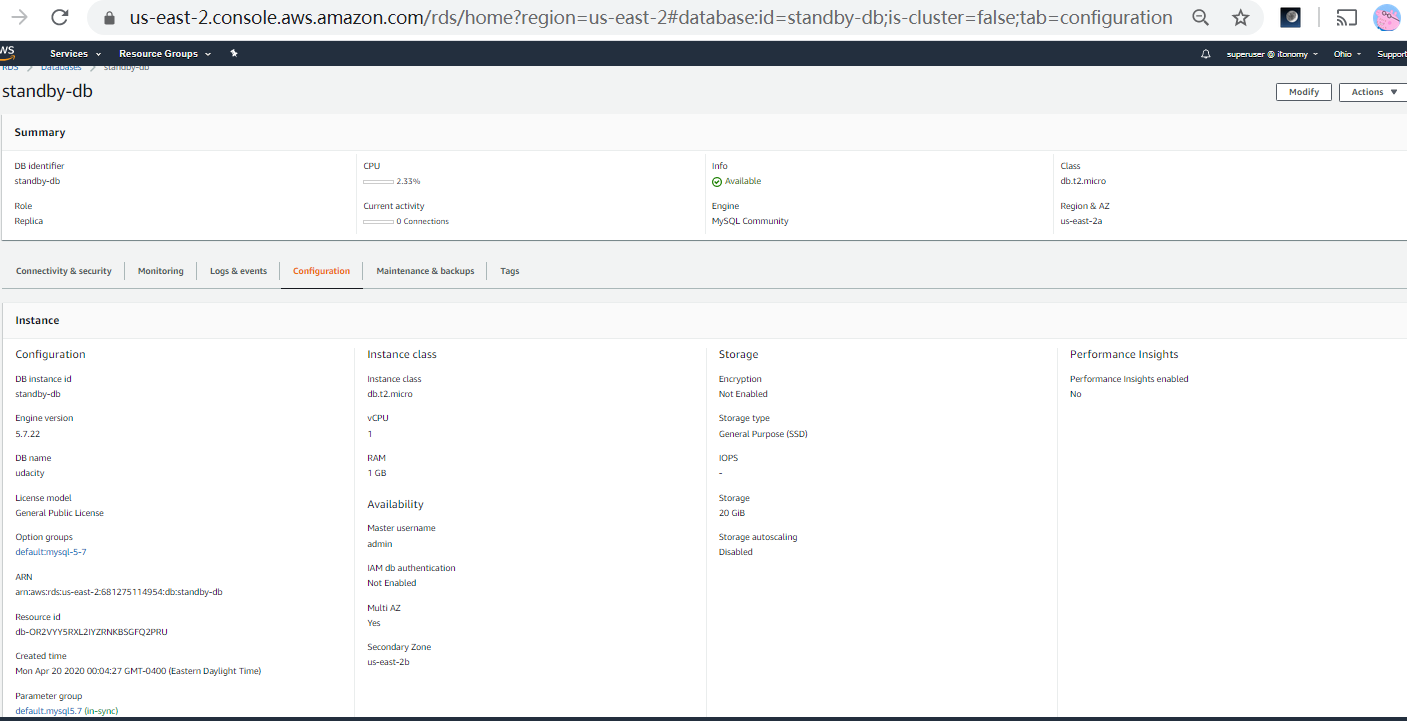 us-east-2.console.aws.amazon.com/rds/home?region=us-east-2#database:id=standby-db;is-cluster=false;tab=configuration
Services Resource Groups superuser @ itonomy Ohio Support
RDS Databases standby-db
standby-db
Modify Actions
Summary
DB identifier CPU Info Class
standby-db 2.33% Available db.t2.micro
Role Current activity Engine Region & AZ
Replica 0 Connections MySQL Community us-east-2a
Connectivity & security Monitoring Logs & events Configuration Maintenance & backups Tags
Instance
Configuration
DB instance id
standby-db
Engine version
5.7.22
DB name
udacity
License model
General Public License
Option groups
default:mysql-5-7
ARN
arn:aws:rds:us-east-2:681275114954:db:standby-db
Resource id
db-OR2VYY5RXL2IYZRNKBSGFQ2PRU
Created time
Mon Apr 20 2020 00:04:27 GMT-0400 (Eastern Daylight Time)
Parameter group
default.mysql5.7 (in-sync)
Instance class
Instance class
db.t2.micro
vCPU
1
RAM
1 GB
Availability
Master username
admin
IAM db authentication
Not Enabled
Multi AZ
Yes
Secondary Zone
us-east-2b
Storage
Encryption
Not Enabled
Storage type
General Purpose (SSD)
IOPS
-
Storage
20 GiB
Storage autoscaling
Disabled
Performance Insights
Performance Insights enabled
No